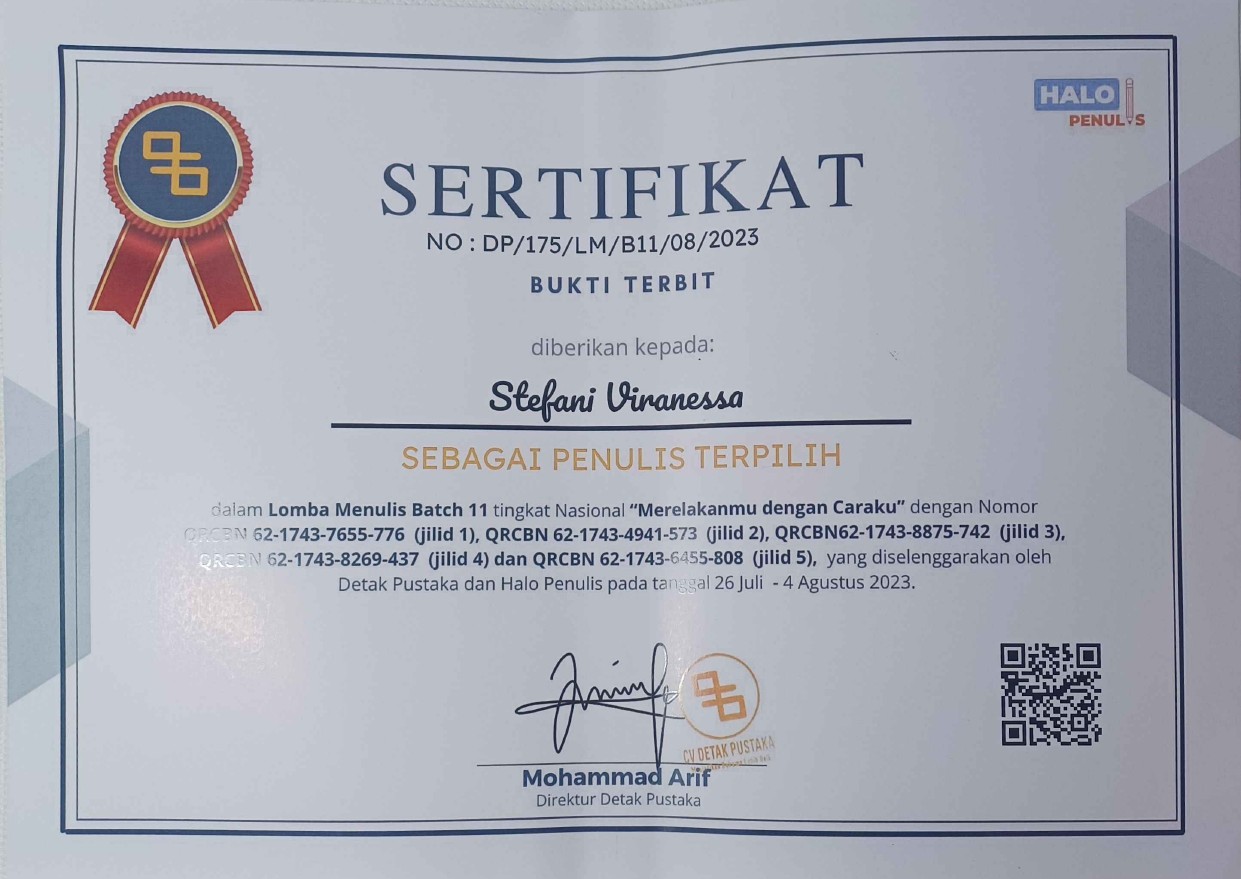 HALO
PENULIS
SERTIFIKAT
NO : DP/175/LM/B11/08/2023
BUKTI TERBIT
diberikan kepada:
Stefani Viranessa
SEBAGAI PENULIS TERPILIH
dalam Lomba Menulis Batch 11 tingkat Nasional “Merelakanmu dengan Caraku” dengan Nomor
QRCBN 62-1743-7655-776 (jilid 1), QRCBN 62-1743-4941-573 (jilid 2), QRCBN62-1743-8875-742 (jilid 3),
QRCBN 62-1743-8269-437 (jilid 4) dan QRCBN 62-1743-6455-808 (jilid 5), yang diselenggarakan oleh
Detak Pustaka dan Halo Penulis pada tanggal 26 Juli - 4 Agustus 2023.
CV DETAK PUSTAKA
Mohammad Arif
Direktur Detak Pustaka